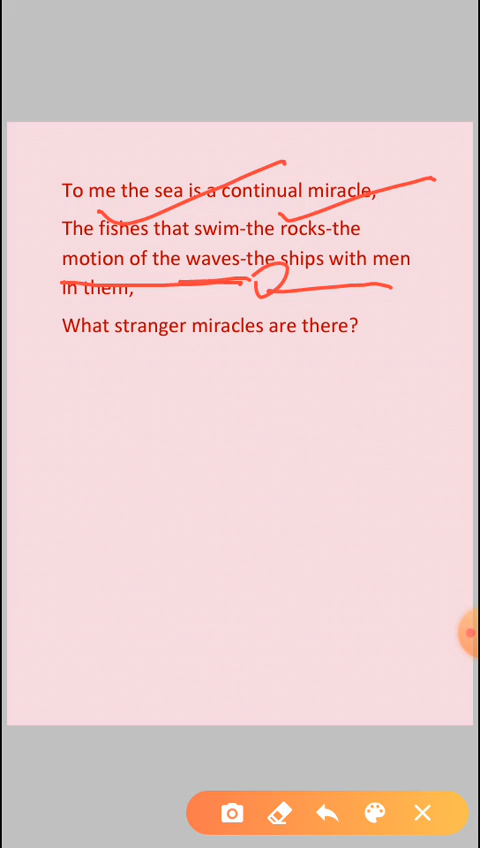 To me the sea is a continual miracle,
The fishes that swim-the rocks-the
motion of the waves-the ships with men
in them,
What stranger miracles are there?